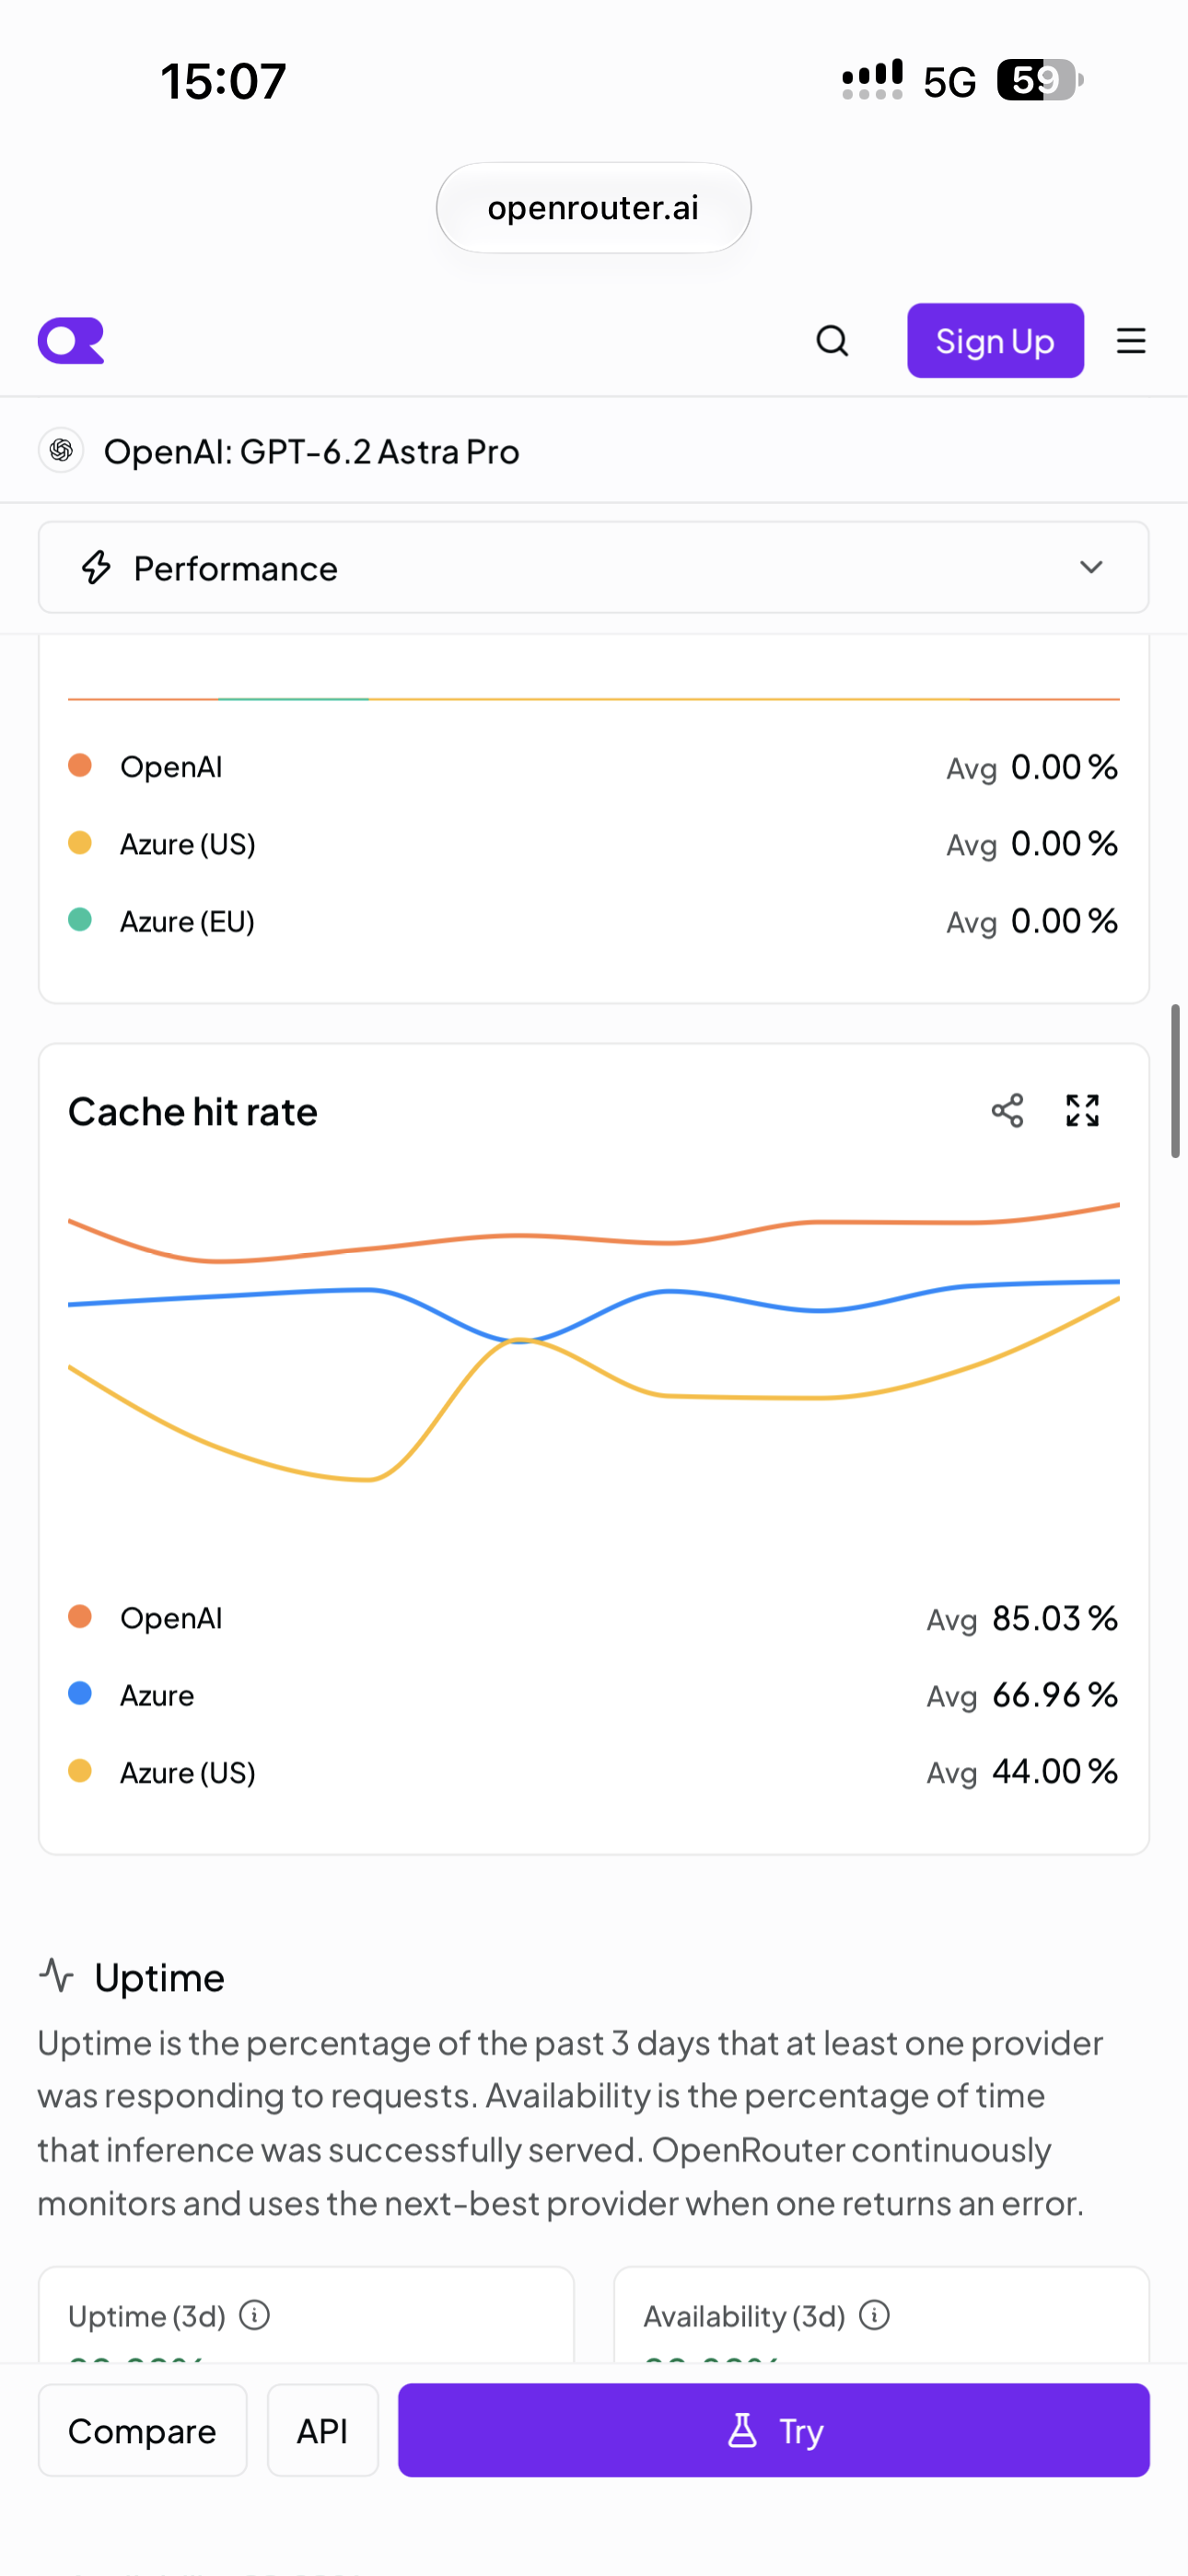 15:07
5G
59
openrouter.ai
Sign Up
OpenAI: GPT-6.2 Astra Pro
Performance
OpenAI Avg 0.00%
Azure (US) Avg 0.00%
Azure (EU) Avg 0.00%
Cache hit rate
OpenAI Avg 85.03%
Azure Avg 66.96%
Azure (US) Avg 44.00%
Uptime
Uptime is the percentage of the past 3 days that at least one provider
was responding to requests. Availability is the percentage of time
that inference was successfully served. OpenRouter continuously
monitors and uses the next-best provider when one returns an error.
Uptime (3d)
Availability (3d)
Compare
API
Try